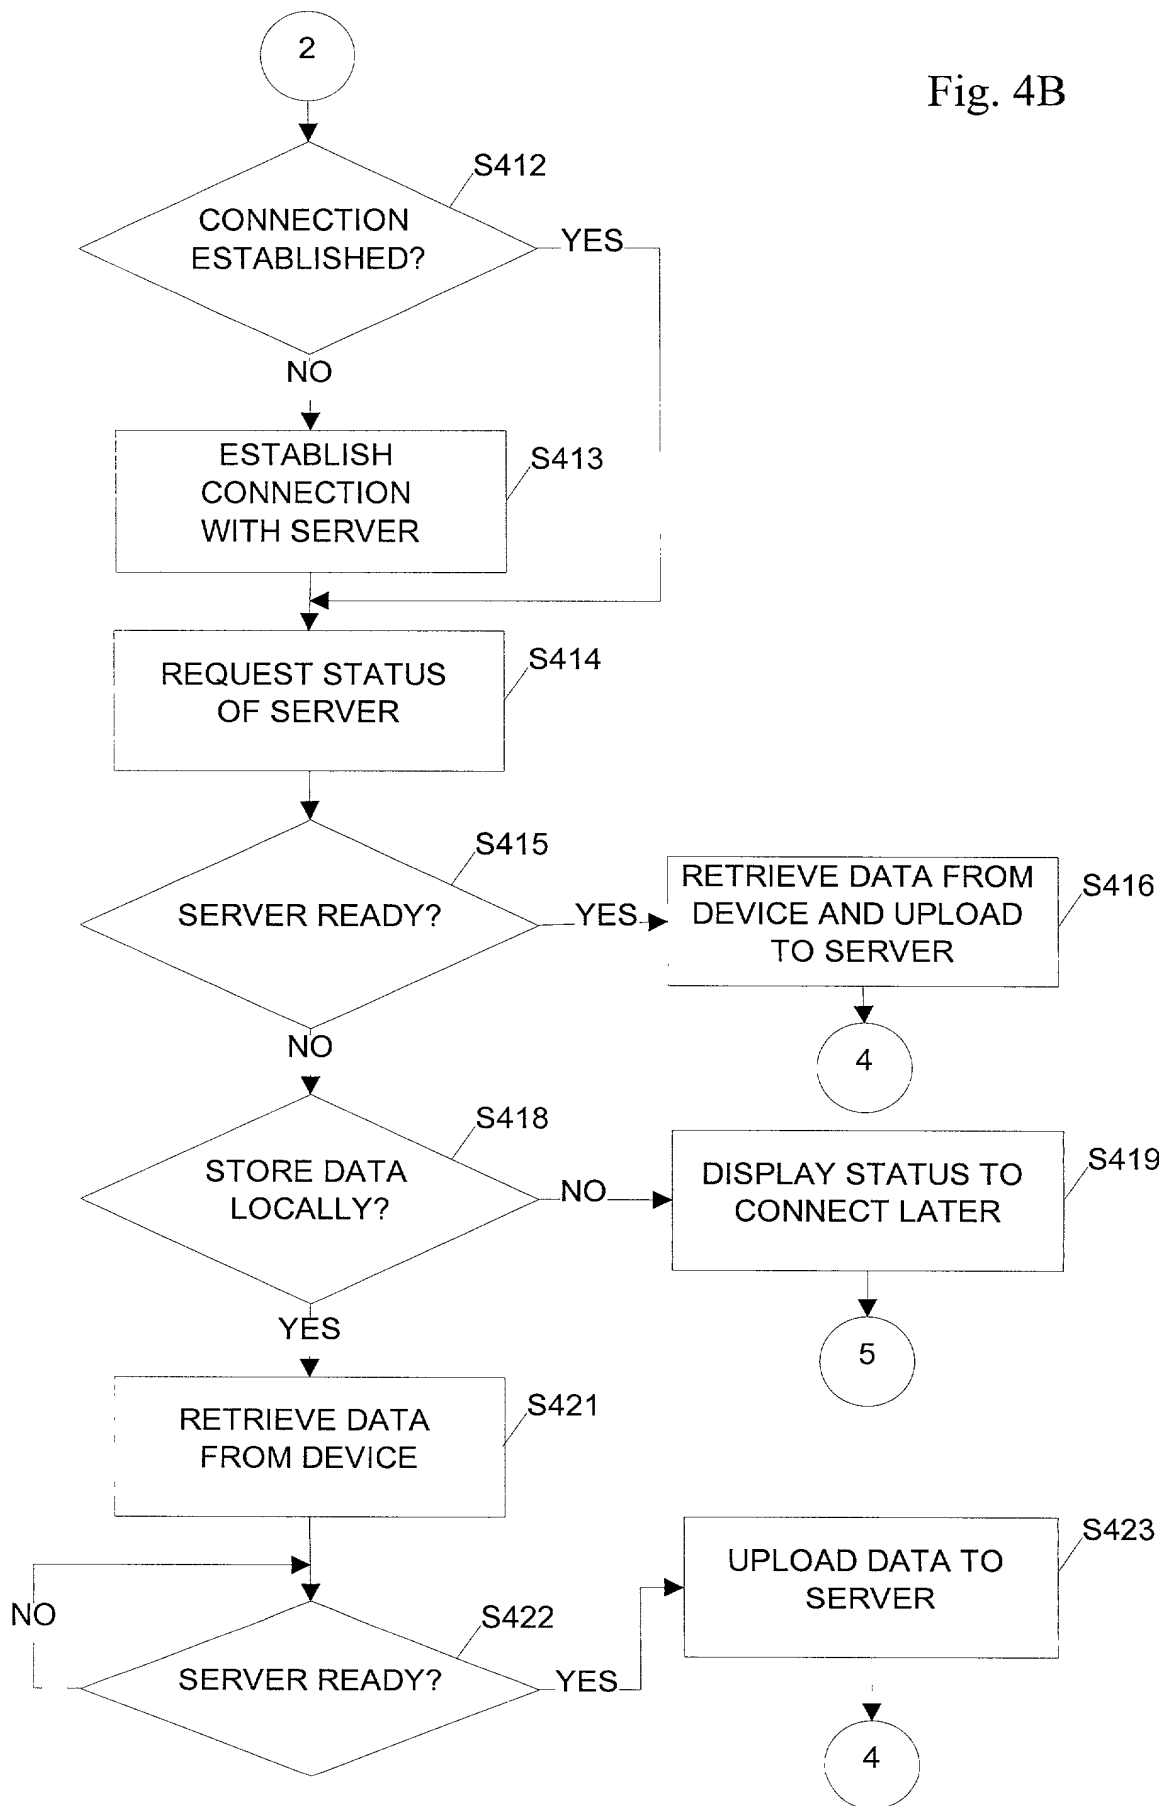 2
Fig. 4B
S412
CONNECTION
ESTABLISHED?
YES
NO
ESTABLISH
CONNECTION
WITH SERVER
S413
REQUEST STATUS
OF SERVER
S414
S415
SERVER READY?
YES
RETRIEVE DATA FROM
DEVICE AND UPLOAD
TO SERVER
S416
4
NO
S418
STORE DATA
LOCALLY?
NO
DISPLAY STATUS TO
CONNECT LATER
S419
5
YES
RETRIEVE DATA
FROM DEVICE
S421
NO
S422
SERVER READY?
YES
UPLOAD DATA TO
SERVER
S423
4